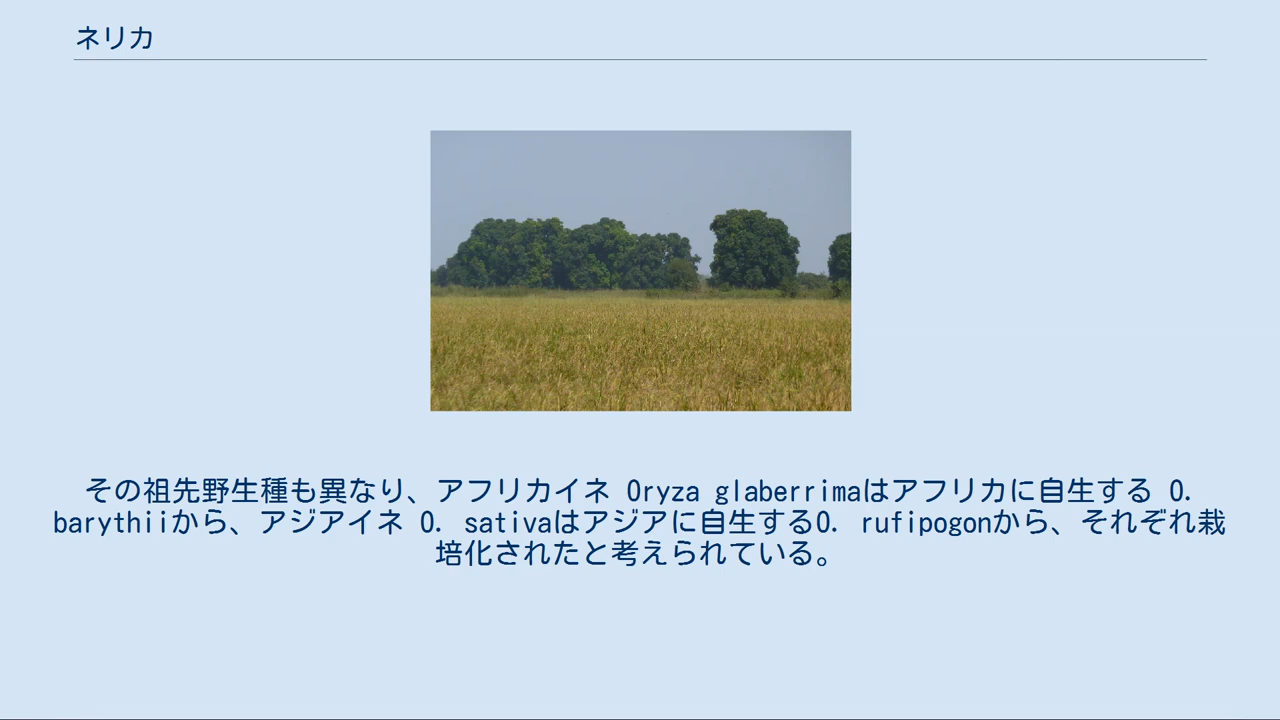 ネリカ
その祖先野生種も異なり、アフリカイネ Oryza glaberrimaはアフリカに自生する O.
barythiiから、アジアイネ O. sativaはアジアに自生するO. rufipogonから、それぞれ栽
培化されたと考えられている。